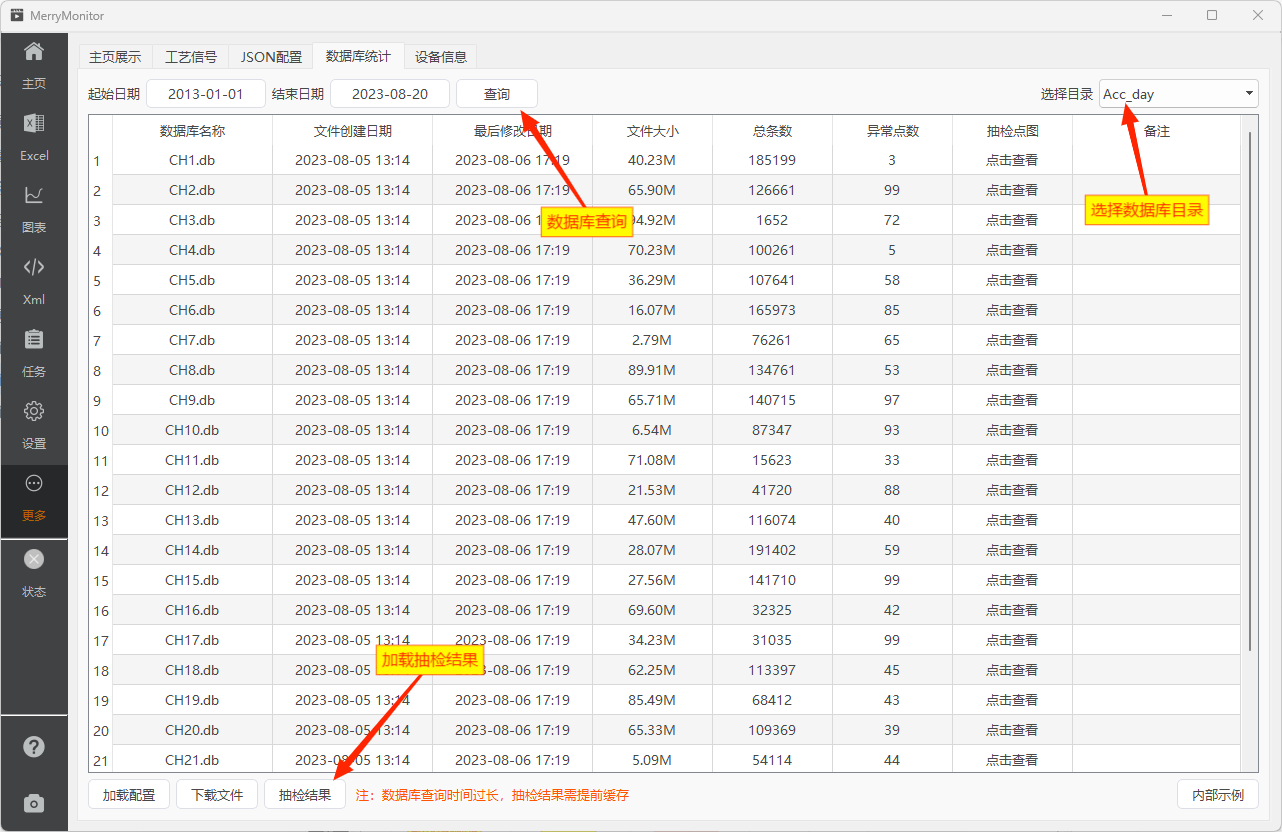 MerryMonitor
主页
Excel
图表
Xml
任务
设置
更多
状态
主页展示 工艺信号 JSON配置 数据库统计 设备信息
起始日期 2013-01-01 结束日期 2023-08-20 查询 选择目录 Acc_day
数据库名称 文件创建日期 最后修改日期 文件大小 总条数 异常点数 抽检点图 备注
1 CH1.db 2023-08-05 13:14 2023-08-06 17:19 40.23M 185199 3 点击查看
2 CH2.db 2023-08-05 13:14 2023-08-06 17:19 65.90M 126661 99 点击查看
选择数据库目录
数据库查询
3 CH3.db 2023-08-05 13:14 2023-08-06 94.92M 1652 72 点击查看
4 CH4.db 2023-08-05 13:14 2023-08-06 17:19 70.23M 100261 5 点击查看
5 CH5.db 2023-08-05 13:14 2023-08-06 17:19 36.29M 107641 58 点击查看
6 CH6.db 2023-08-05 13:14 2023-08-06 17:19 16.07M 165973 85 点击查看
7 CH7.db 2023-08-05 13:14 2023-08-06 17:19 2.79M 76261 65 点击查看
8 CH8.db 2023-08-05 13:14 2023-08-06 17:19 89.91M 134761 53 点击查看
9 CH9.db 2023-08-05 13:14 2023-08-06 17:19 65.71M 140715 97 点击查看
10 CH10.db 2023-08-05 13:14 2023-08-06 17:19 6.54M 87347 93 点击查看
11 CH11.db 2023-08-05 13:14 2023-08-06 17:19 71.08M 15623 33 点击查看
12 CH12.db 2023-08-05 13:14 2023-08-06 17:19 21.53M 41720 88 点击查看
13 CH13.db 2023-08-05 13:14 2023-08-06 17:19 47.60M 116074 40 点击查看
14 CH14.db 2023-08-05 13:14 2023-08-06 17:19 28.07M 191402 59 点击查看
15 CH15.db 2023-08-05 13:14 2023-08-06 17:19 27.56M 141710 99 点击查看
16 CH16.db 2023-08-05 13:14 2023-08-06 17:19 69.60M 32325 42 点击查看
17 CH17.db 2023-08-05 13:14 2023-08-06 17:19 34.23M 31035 99 点击查看
加载抽检结果
18 CH18.db 2023-08-05 -08-06 17:19 62.25M 113397 45 点击查看
19 CH19.db 2023-08-05 13:14 2023-08-06 17:19 85.49M 68412 43 点击查看
20 CH20.db 2023-08-05 13:14 2023-08-06 17:19 65.33M 109369 39 点击查看
21 CH21.db 2023-08-05 13:14 2023-08-06 17:19 5.09M 54114 44 点击查看
加载配置 下载文件 抽检结果 注：数据库查询时间过长，抽检结果需提前缓存 内部示例